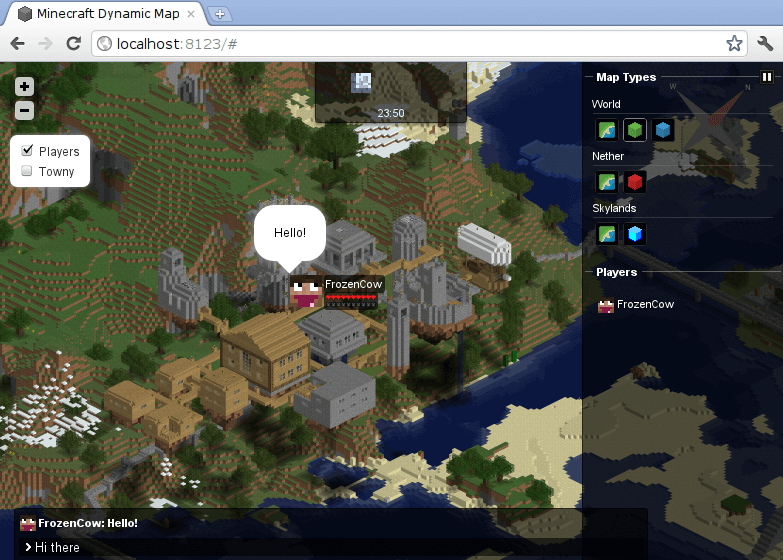 Minecraft Dynamic Map
localhost:8123/#
23:50
Players
Towny
Hello!
FrozenCow
Map Types
W
N
World
Nether
Skylands
Players
FrozenCow
FrozenCow: Hello!
Hi there